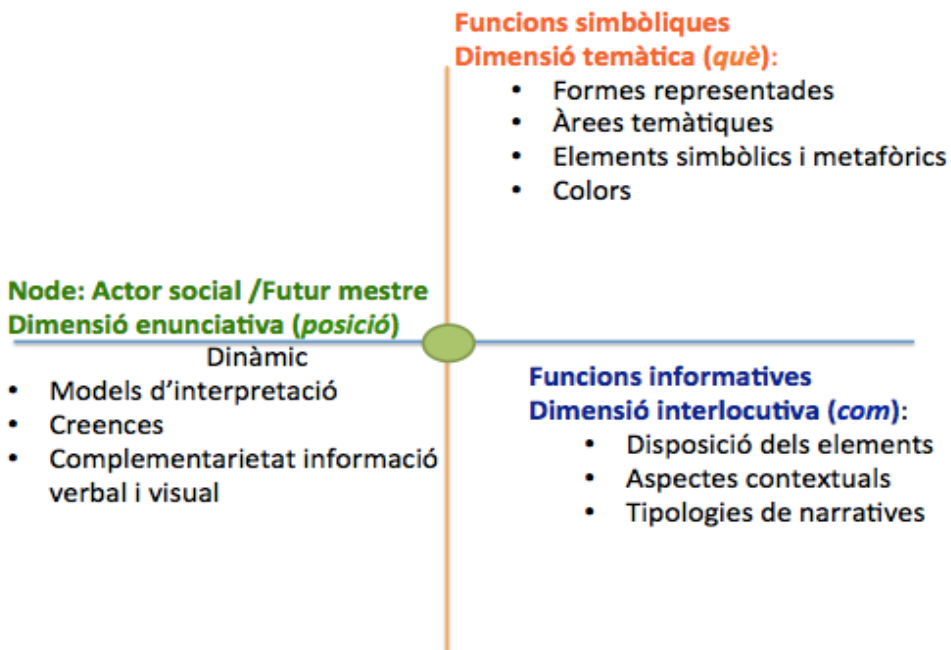 Funcions simbòliques
Dimensió temàtica (què):
• Formes representades
• Àrees temàtiques
• Elements simbòlics i metafòrics
• Colors
Node: Actor social /Futur mestre
Dimensió enunciativa (posició)
Dinàmic
• Models d'interpretació
• Creences
• Complementarietat informació
verbal i visual
Funcions informatives
Dimensió interlocutiva (com):
• Disposició dels elements
• Aspectes contextuals
• Tipologies de narratives